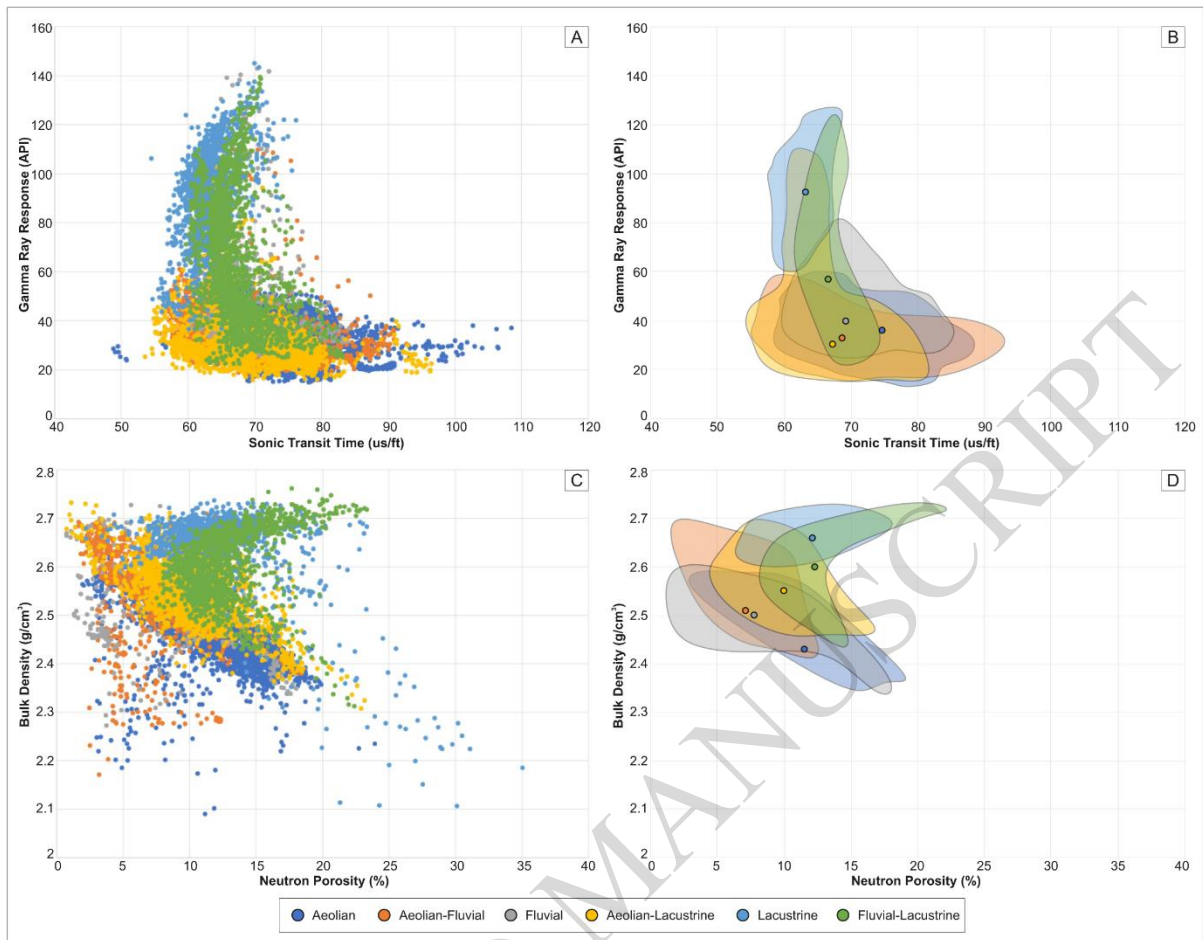 A
160
140
120
100
80
60
40
20
0
Gamma Ray Response (API)
40 50 60 70 80 90 100 110 120
Sonic Transit Time (us/ft)
B
160
140
120
100
80
60
40
20
0
Gamma Ray Response (API)
40 50 60 70 80 90 100 110 120
Sonic Transit Time (us/ft)
C
2.8
2.7
2.6
2.5
2.4
2.3
2.2
2.1
2
Bulk Density (g/cm³)
0 5 10 15 20 25 30 35 40
Neutron Porosity (%)
D
2.8
2.7
2.6
2.5
2.4
2.3
2.2
2.1
2
Bulk Density (g/cm³)
0 5 10 15 20 25 30 35 40
Neutron Porosity (%)
Aeolian Aeolian-Fluvial Fluvial Aeolian-Lacustrine Lacustrine Fluvial-Lacustrine
MANUSCRIPT